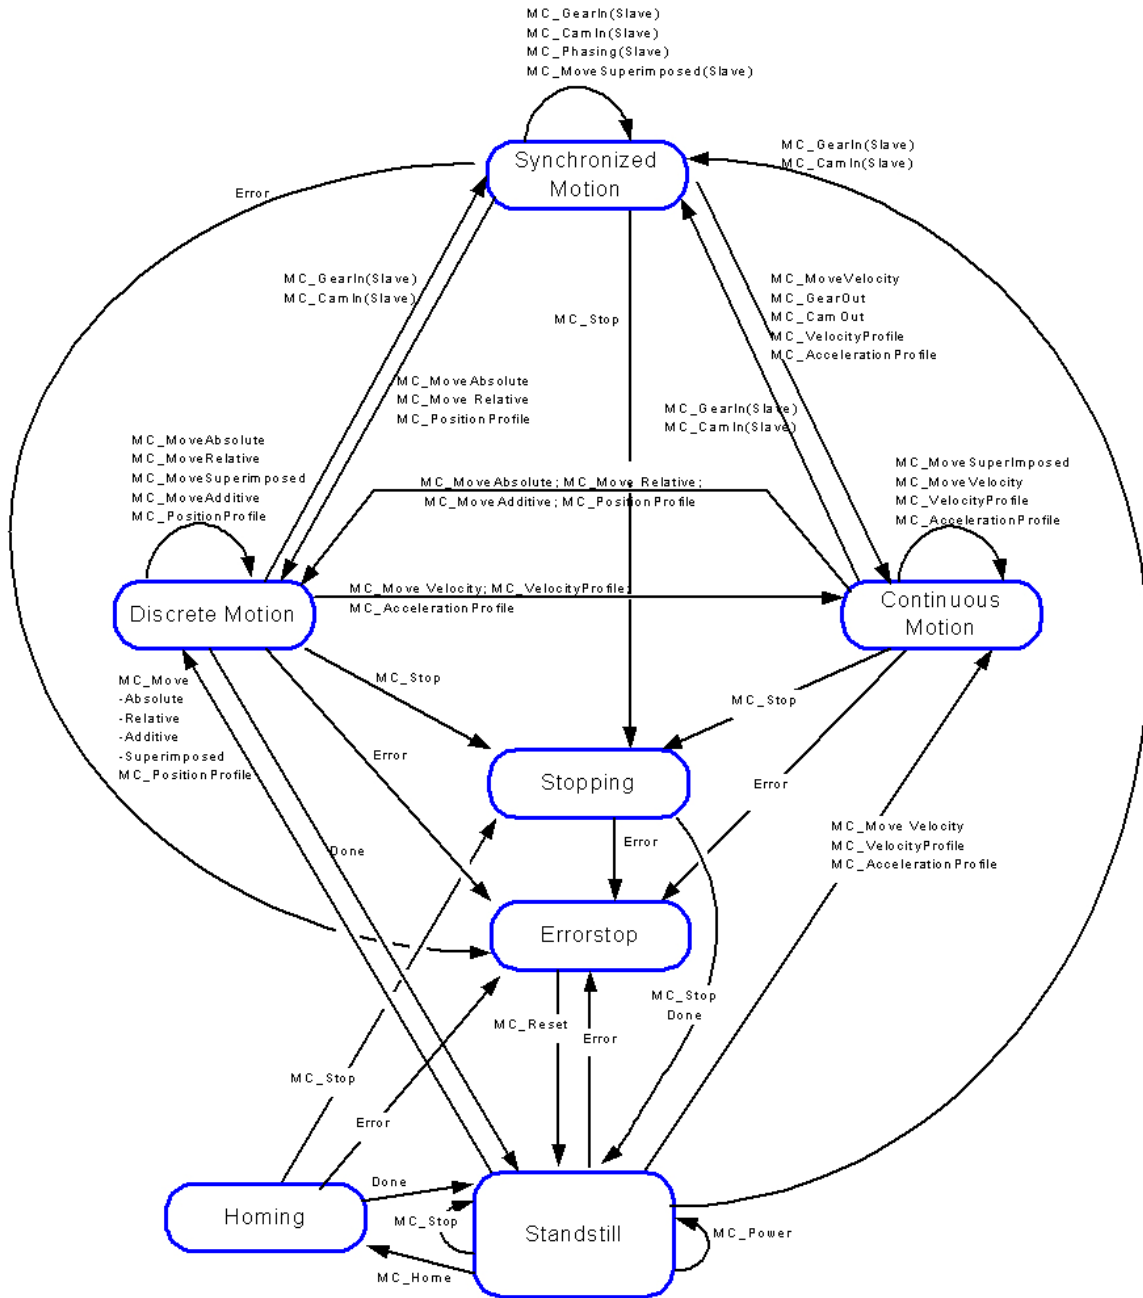 MC_GearIn(Slave)
MC_CamIn(Slave)
MC_Phasing(Slave)
MC_MoveSuperimposed(Slave)
Synchronized
Motion
MC_GearIn(Slave)
MC_CamIn(Slave)
Error
MC_GearIn(Slave)
MC_CamIn(Slave)
MC_Stop
MC_MoveVelocity
MC_GearOut
MC_CamOut
MC_VelocityProfile
MC_AccelerationProfile
MC_MoveAbsolute
MC_Move Relative
MC_PositionProfile
MC_GearIn(Slave)
MC_CamIn(Slave)
MC_MoveAbsolute
MC_MoveRelative
MC_MoveSuperimposed
MC_MoveAdditive
MC_PositionProfile
MC_MoveAbsolute; MC_Move Relative;
MC_MoveAdditive; MC_PositionProfile
MC_MoveSuperImposed
MC_MoveVelocity
MC_VelocityProfile
MC_AccelerationProfile
Discrete Motion
MC_Move Velocity; MC_VelocityProfile;
MC_AccelerationProfile
Continuous
Motion
MC_Move
-Absolute
-Relative
-Additive
-Superimposed
MC_PositionProfile
MC_Stop
MC_Stop
Error
Stopping
Error
Error
Done
MC_Move Velocity
MC_VelocityProfile
MC_AccelerationProfile
Errorstop
MC_Stop
Done
MC_Reset
Error
MC_Stop
Error
Done
Homing
MC_Stop
Standstill
MC_Power
MC_Home